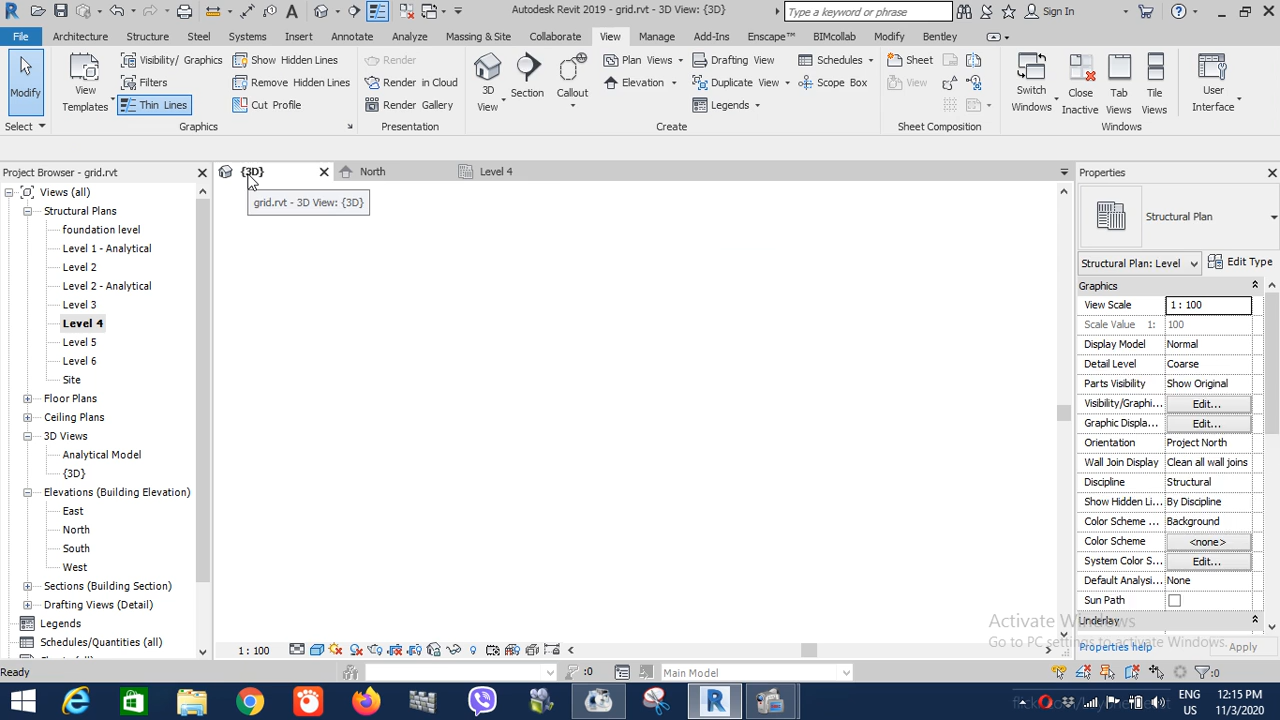 Autodesk Revit 2019 - grid.rvt - 3D View: {3D}
Type a keyword or phrase
Sign In
File Architecture Structure Steel Systems Insert Annotate Analyze Massing & Site Collaborate View Manage Add-Ins Enscape™ BIMcollab Modify Bentley
Modify
Select
View Templates
Visibility/ Graphics
Filters
Thin Lines
Show Hidden Lines
Remove Hidden Lines
Cut Profile
Graphics
Render
Render in Cloud
Render Gallery
Presentation
3D View
Section
Callout
Plan Views
Elevation
Drafting View
Duplicate View
Legends
Schedules
Scope Box
Create
Sheet
View
Sheet Composition
Switch Windows
Close Inactive
Tab Views
Tile Views
Windows
User Interface
Project Browser - grid.rvt
{3D}
North
Level 4
grid.rvt - 3D View: {3D}
Views (all)
Structural Plans
foundation level
Level 1 - Analytical
Level 2
Level 2 - Analytical
Level 3
Level 4
Level 5
Level 6
Site
Floor Plans
Ceiling Plans
3D Views
Analytical Model
{3D}
Elevations (Building Elevation)
East
North
South
West
Sections (Building Section)
Drafting Views (Detail)
Legends
Schedules/Quantities (all)
Properties
Structural Plan
Structural Plan: Level
Edit Type
Graphics
View Scale 1 : 100
Scale Value 1: 100
Display Model Normal
Detail Level Coarse
Parts Visibility Show Original
Visibility/Graphi... Edit...
Graphic Displa... Edit...
Orientation Project North
Wall Join Display Clean all wall joins
Discipline Structural
Show Hidden Li... By Discipline
Color Scheme ... Background
Color Scheme <none>
System Color S... Edit...
Default Analysi... None
Sun Path
Underlay
Properties help
Apply
Activate Windows
Go to PC settings to activate Windows.
1 : 100
Ready
:0
Main Model
:0
ENG
US
12:15 PM
11/3/2020